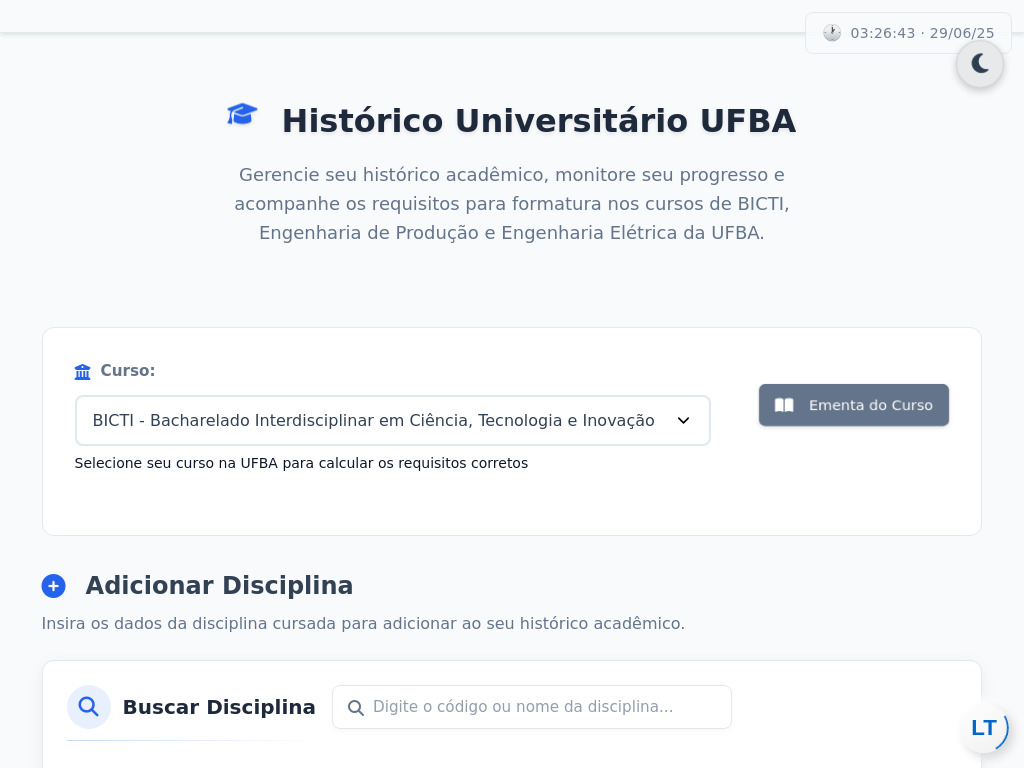 03:26:43 · 29/06/25
Histórico Universitário UFBA
Gerencie seu histórico acadêmico, monitore seu progresso e
acompanhe os requisitos para formatura nos cursos de BICTI,
Engenharia de Produção e Engenharia Elétrica da UFBA.
Curso:
BICTI - Bacharelado Interdisciplinar em Ciência, Tecnologia e Inovação
Ementa do Curso
Selecione seu curso na UFBA para calcular os requisitos corretos
Adicionar Disciplina
Insira os dados da disciplina cursada para adicionar ao seu histórico acadêmico.
Buscar Disciplina
Digite o código ou nome da disciplina...
LT